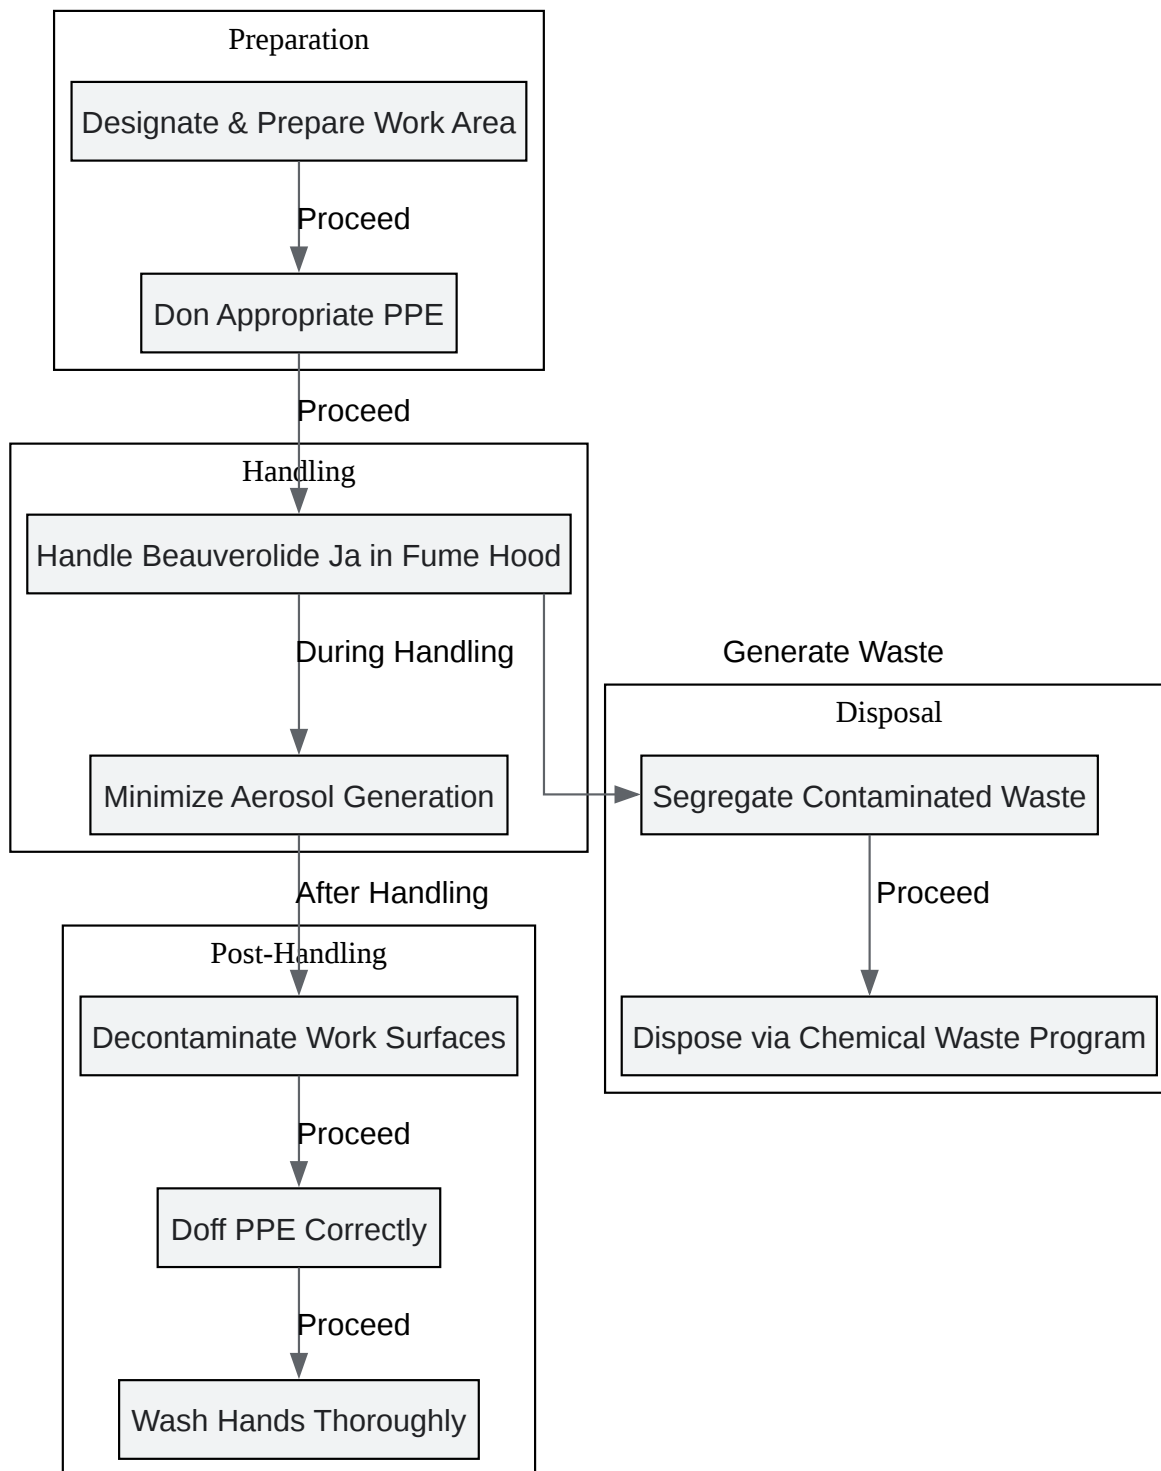 Preparation
Designate & Prepare Work Area
Proceed
Don Appropriate PPE
Proceed
Handling
Handle Beauverolide Ja in Fume Hood
During Handling
Generate Waste
Disposal
Minimize Aerosol Generation
Segregate Contaminated Waste
After Handling
Proceed
Post-Handling
Decontaminate Work Surfaces
Dispose via Chemical Waste Program
Proceed
Doff PPE Correctly
Proceed
Wash Hands Thoroughly